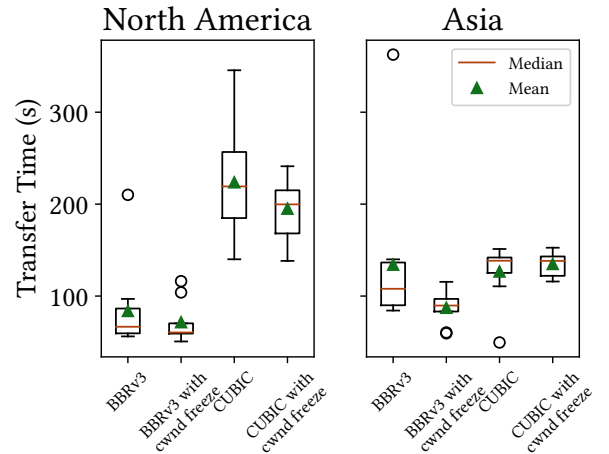 North America
Asia
Transfer Time (s)
300
200
100
Median
Mean
BBRv3
BBRv3 with
cwnd freeze
CUBIC
CUBIC with
cwnd freeze
BBRv3
BBRv3 with
cwnd freeze
CUBIC
CUBIC with
cwnd freeze